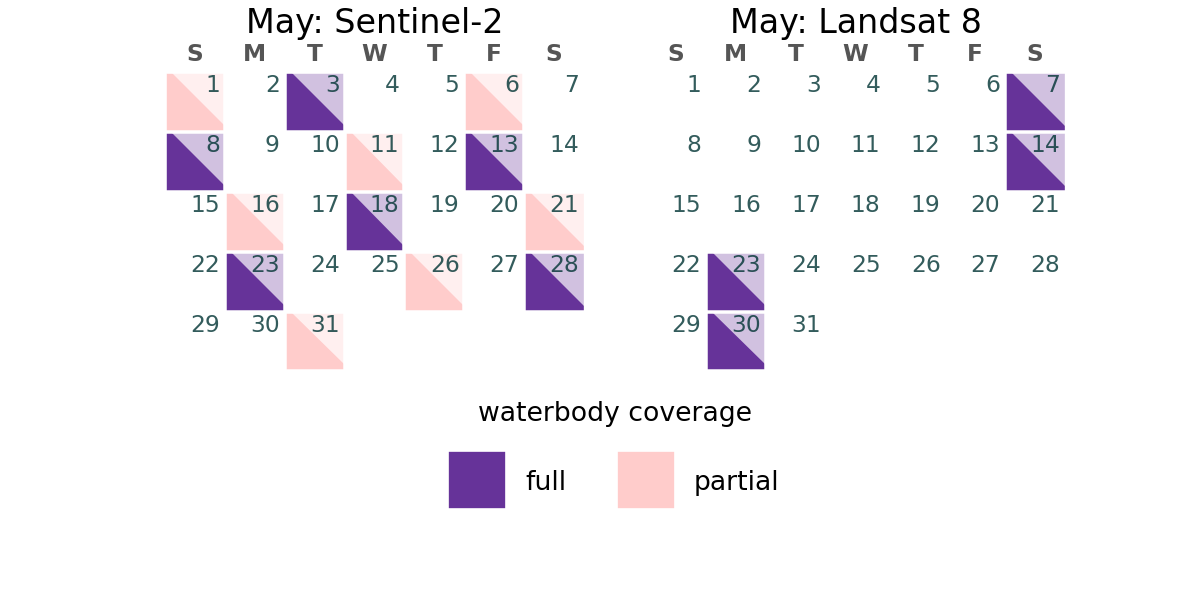 May: Sentinel-2
S M T W T F S
1 2 3 4 5 6 7
8 9 10 11 12 13 14
15 16 17 18 19 20 21
22 23 24 25 26 27 28
29 30 31
May: Landsat 8
S M T W T F S
1 2 3 4 5 6 7
8 9 10 11 12 13 14
15 16 17 18 19 20 21
22 23 24 25 26 27 28
29 30 31
waterbody coverage
full partial